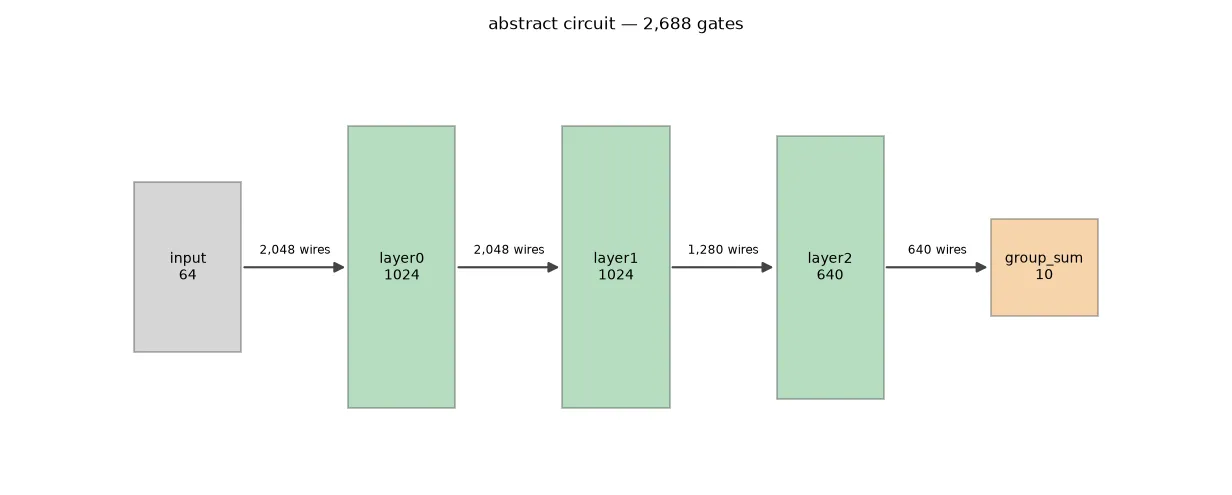 abstract circuit — 2,688 gates
input
64
2,048 wires
layer0
1024
2,048 wires
layer1
1024
1,280 wires
layer2
640
640 wires
group_sum
10